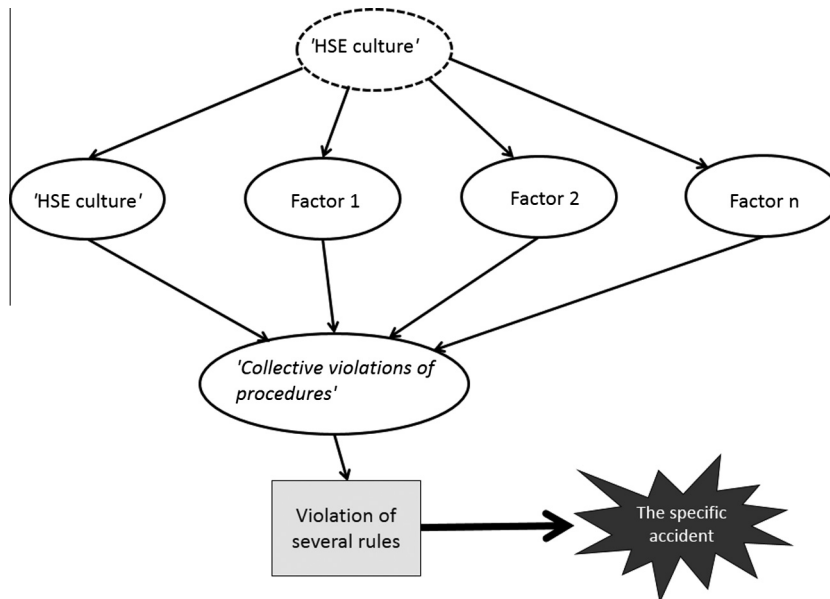 'HSE culture'
'HSE culture'
Factor 1
Factor 2
Factor n
'Collective violations of
procedures'
Violation of
several rules
The specific
accident